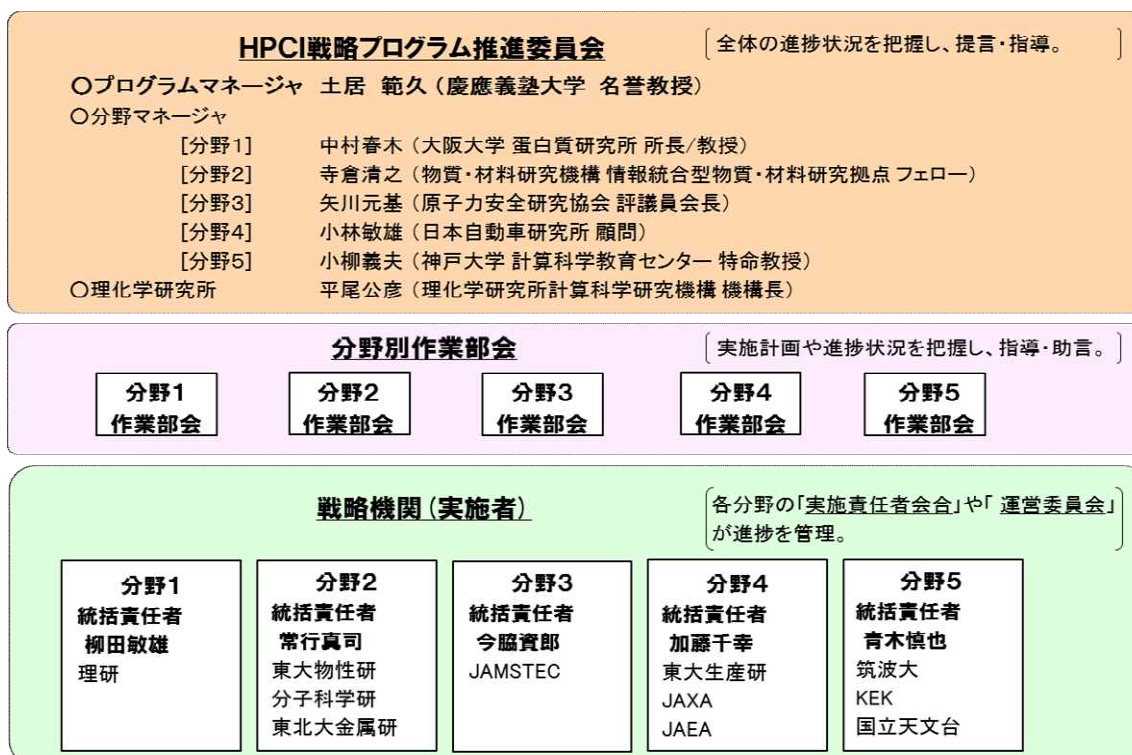 HPCI戦略プログラム推進委員会
全体の進捗状況を把握し、提言・指導。
○プログラムマネージャ 土居 範久（慶應義塾大学 名誉教授）
○分野マネージャ
[分野1] 中村春木（大阪大学 蛋白質研究所 所長/教授）
[分野2] 寺倉清之（物質・材料研究機構 情報統合型物質・材料研究拠点 フェロー）
[分野3] 矢川元基（原子力安全研究協会 評議員会長）
[分野4] 小林敏雄（日本自動車研究所 顧問）
[分野5] 小柳義夫（神戸大学 計算科学教育センター 特命教授）
○理化学研究所 平尾公彦（理化学研究所計算科学研究機構 機構長）
分野別作業部会
実施計画や進捗状況を把握し、指導・助言。
分野1
作業部会
分野2
作業部会
分野3
作業部会
分野4
作業部会
分野5
作業部会
戦略機関（実施者）
各分野の「実施責任者会合」や「運営委員会」
が進捗を管理。
分野1
統括責任者
柳田敏雄
理研
分野2
統括責任者
常行真司
東大物性研
分子科学研
東北大金属研
分野3
統括責任者
今脇資郎
JAMSTEC
分野4
統括責任者
加藤千幸
東大生産研
JAXA
JAEA
分野5
統括責任者
青木慎也
筑波大
KEK
国立天文台